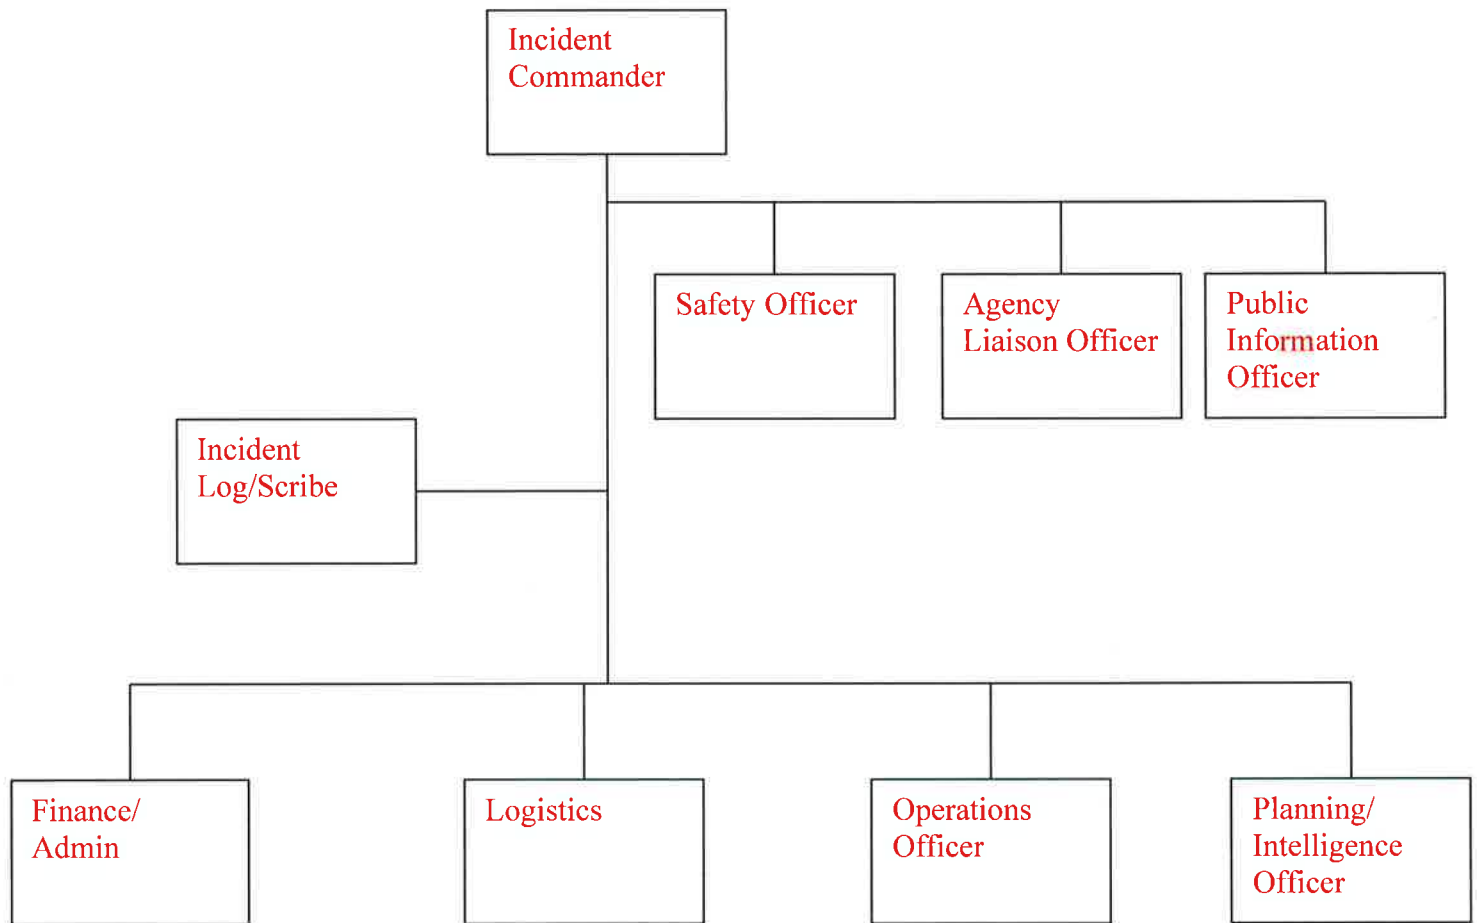 Incident
Commander
Safety Officer
Agency
Liaison Officer
Public
Information
Officer
Incident
Log/Scribe
Finance/
Admin
Logistics
Operations
Officer
Planning/
Intelligence
Officer